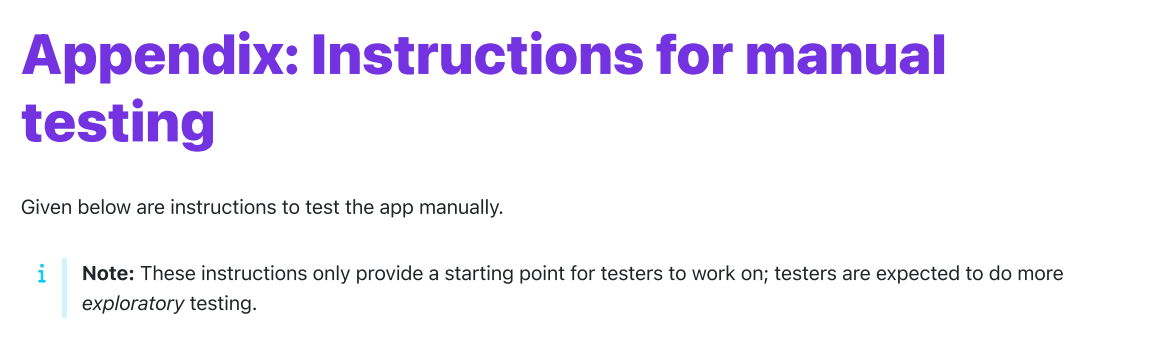 Appendix: Instructions for manual
testing
Given below are instructions to test the app manually.
i Note: These instructions only provide a starting point for testers to work on; testers are expected to do more
exploratory testing.